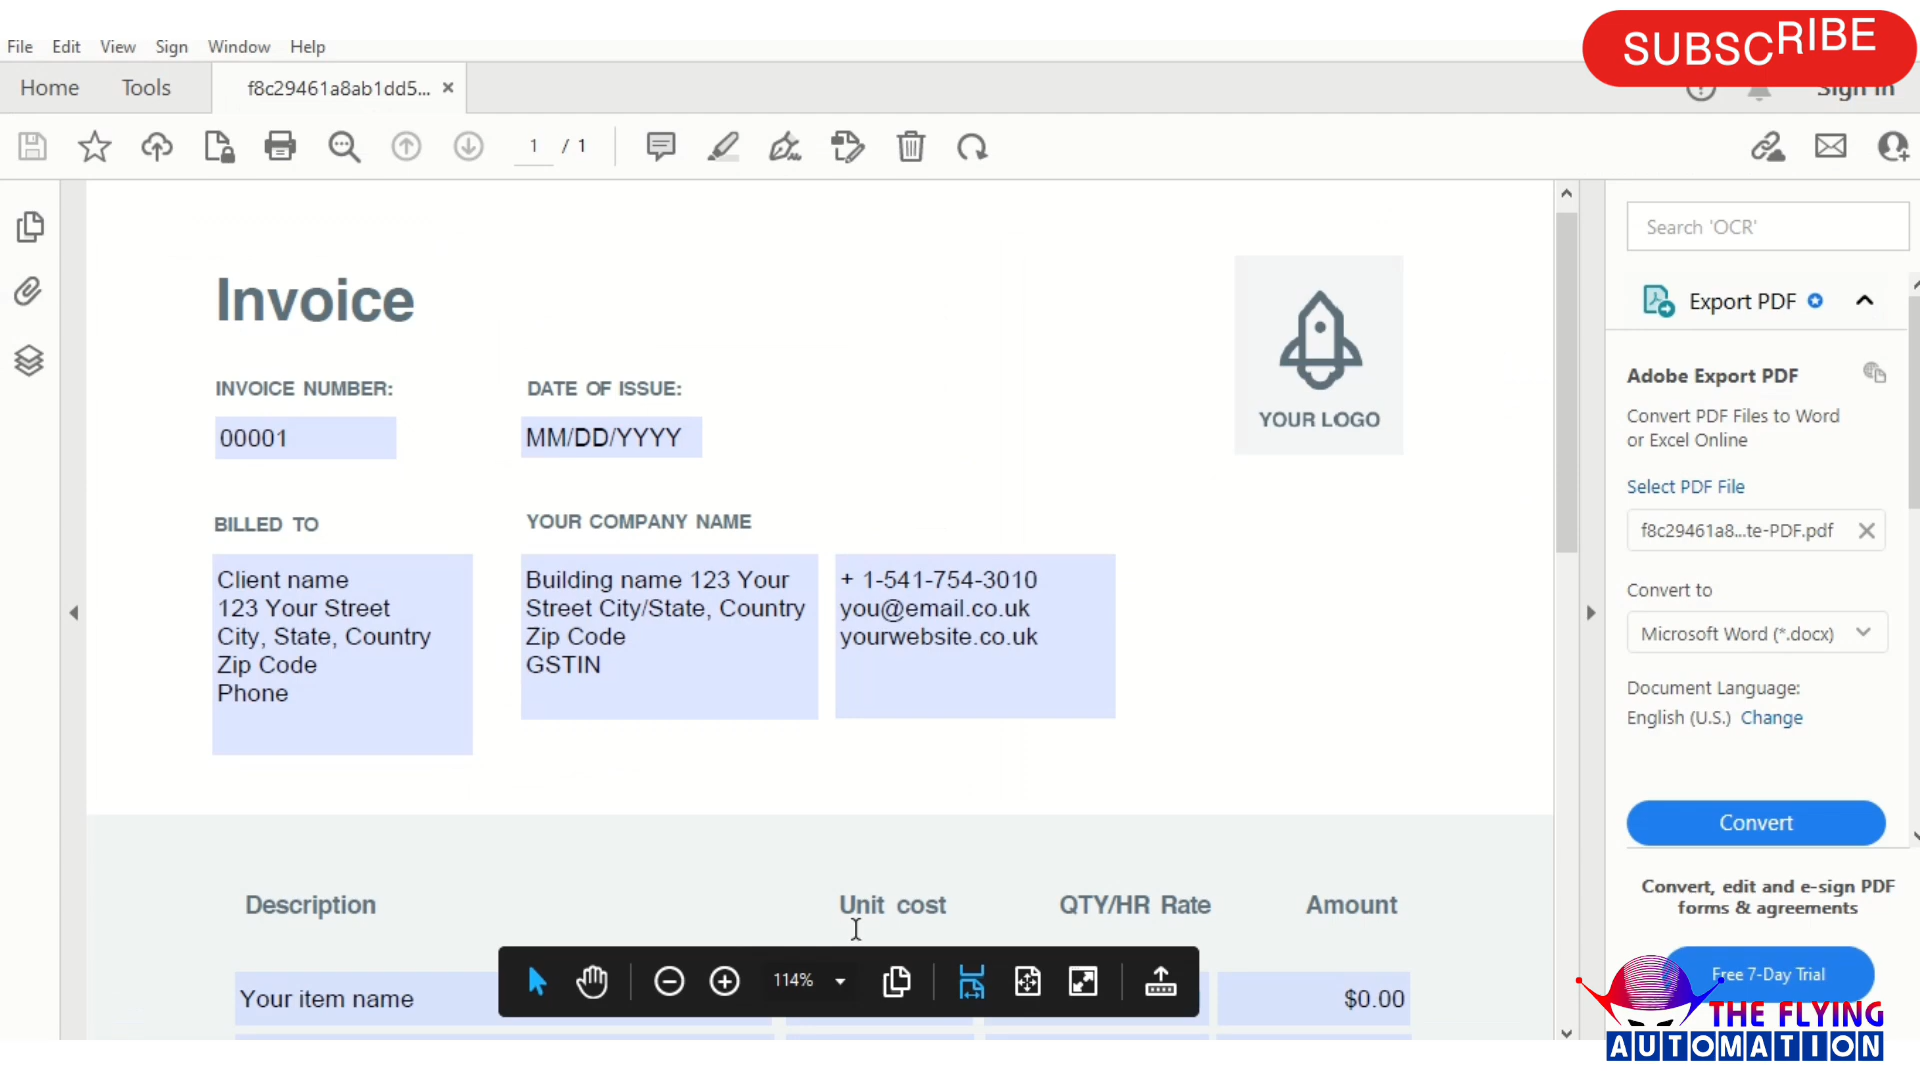 SUBSCRIBE
File Edit View Sign Window Help
Home Tools f8c29461a8ab1dd5... ×
Sign In
1 / 1
Search 'OCR'
Export PDF
Adobe Export PDF
Convert PDF Files to Word
or Excel Online
Select PDF File
f8c29461a8...te-PDF.pdf
Convert to
Microsoft Word (*.docx)
Document Language:
English (U.S.) Change
Convert
Convert, edit and e-sign PDF
forms & agreements
Free 7-Day Trial
Invoice
YOUR LOGO
INVOICE NUMBER: DATE OF ISSUE:
00001 MM/DD/YYYY
BILLED TO YOUR COMPANY NAME
Client name
123 Your Street
City, State, Country
Zip Code
Phone
Building name 123 Your
Street City/State, Country
Zip Code
GSTIN
+ 1-541-754-3010
you@email.co.uk
yourwebsite.co.uk
Description Unit cost QTY/HR Rate Amount
Your item name $0.00
114%
THE FLYING
AUTOMATION